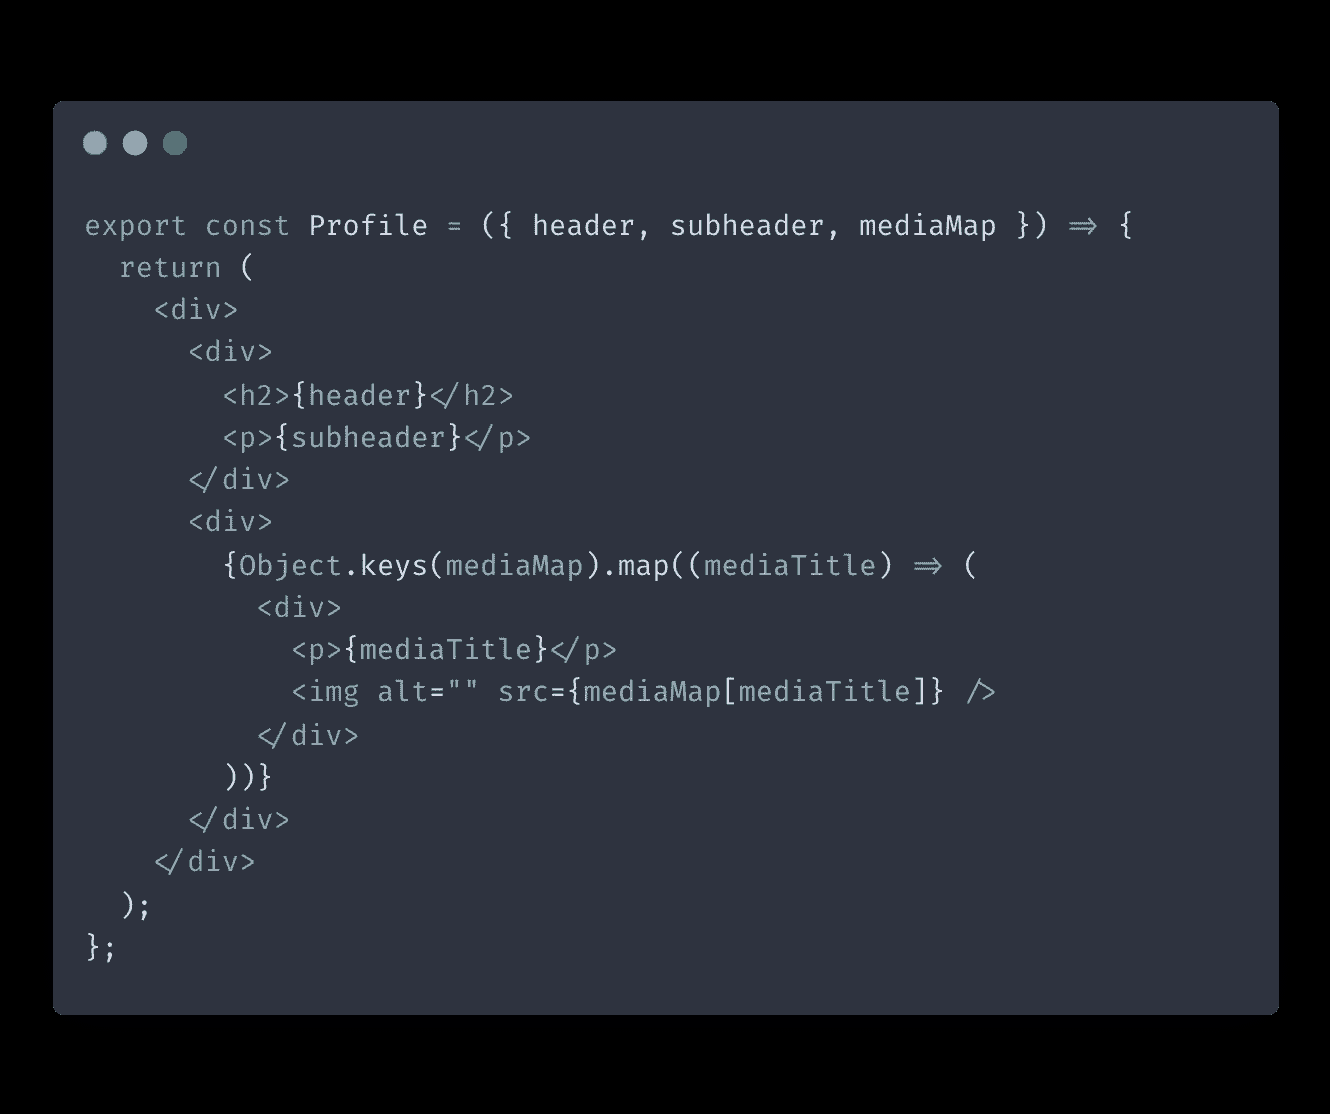 export const Profile = ({ header, subheader, mediaMap }) => {
  return (
    <div>
      <div>
        <h2>{header}</h2>
        <p>{subheader}</p>
      </div>
      <div>
        {Object.keys(mediaMap).map((mediaTitle) => (
          <div>
            <p>{mediaTitle}</p>
            <img alt="" src={mediaMap[mediaTitle]} />
          </div>
        ))}
      </div>
    </div>
  );
};